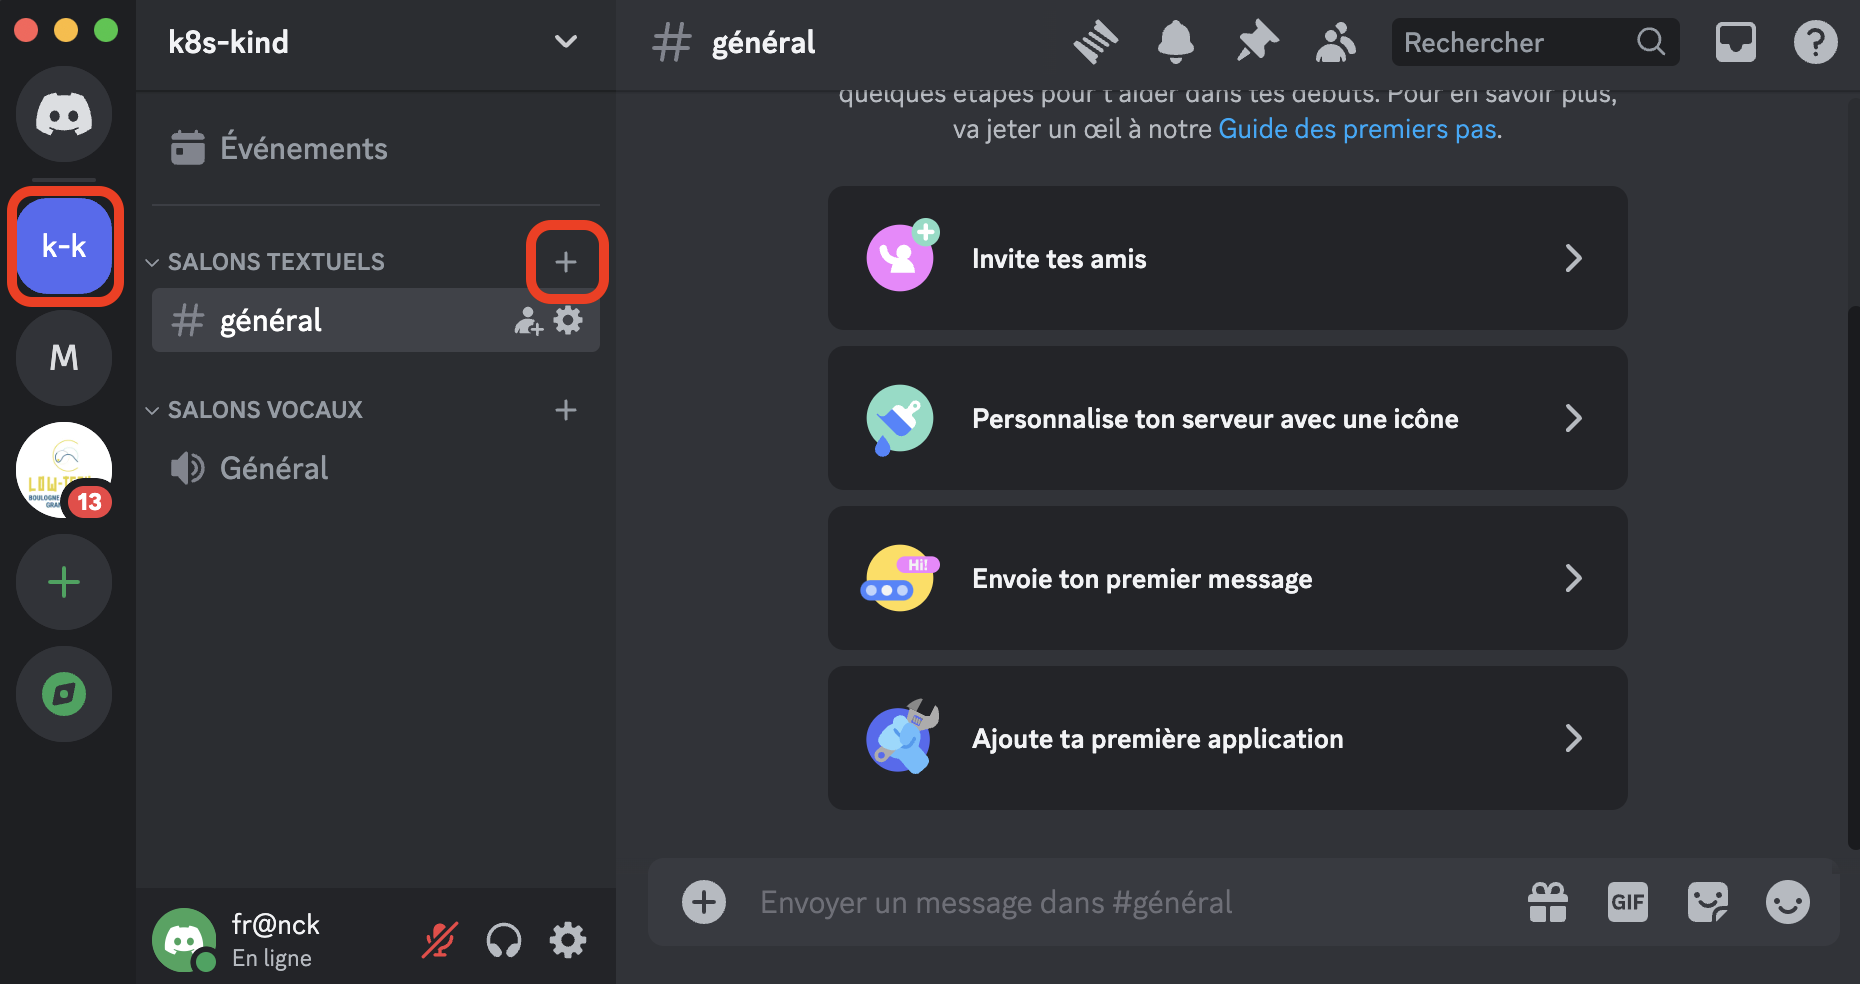 k8s-kind
général
Rechercher
quelques étapes pour t'aider dans tes débuts. Pour en savoir plus,
va jeter un œil à notre Guide des premiers pas.
Événements
k-k
SALONS TEXTUELS
général
M
SALONS VOCAUX
Général
LOW-TECH
BOULOGNE
13
Invite tes amis
Personnalise ton serveur avec une icône
Hi!
Envoie ton premier message
Ajoute ta première application
fr@nck
En ligne
Envoyer un message dans #général
GIF